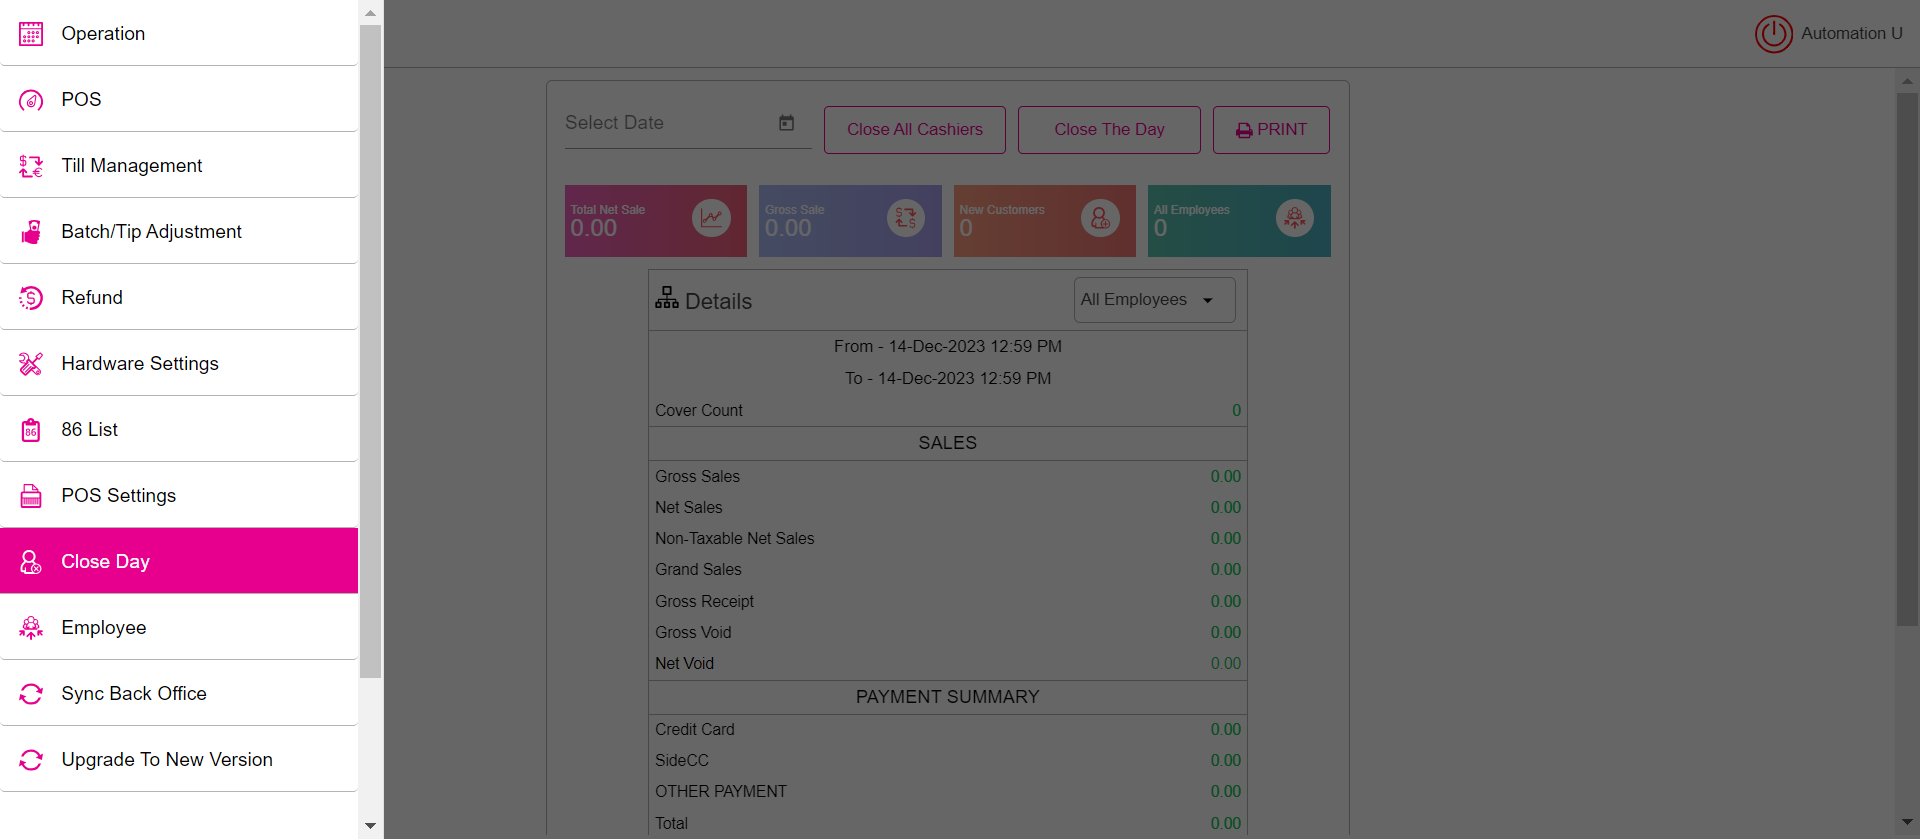 Operation
POS
Till Management
Batch/Tip Adjustment
Refund
Hardware Settings
86 List
86
POS Settings
Close Day
Employee
Sync Back Office
Upgrade To New Version
Automation U
Select Date
Close All Cashiers
Close The Day
PRINT
Total Net Sale
0.00
Gross Sale
0.00
New Customers
0
All Employees
0
Details
All Employees
From - 14-Dec-2023 12:59 PM
To - 14-Dec-2023 12:59 PM
Cover Count 0
SALES
Gross Sales 0.00
Net Sales 0.00
Non-Taxable Net Sales 0.00
Grand Sales 0.00
Gross Receipt 0.00
Gross Void 0.00
Net Void 0.00
PAYMENT SUMMARY
Credit Card 0.00
SideCC 0.00
OTHER PAYMENT 0.00
Total 0.00